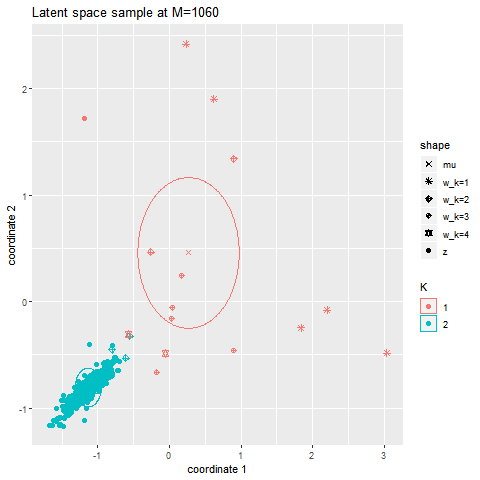 Latent space sample at M=1060
coordinate 2
2
1
0
-1
-1
0
1
2
3
coordinate 1
shape
mu
w_k=1
w_k=2
w_k=3
w_k=4
z
K
1
2